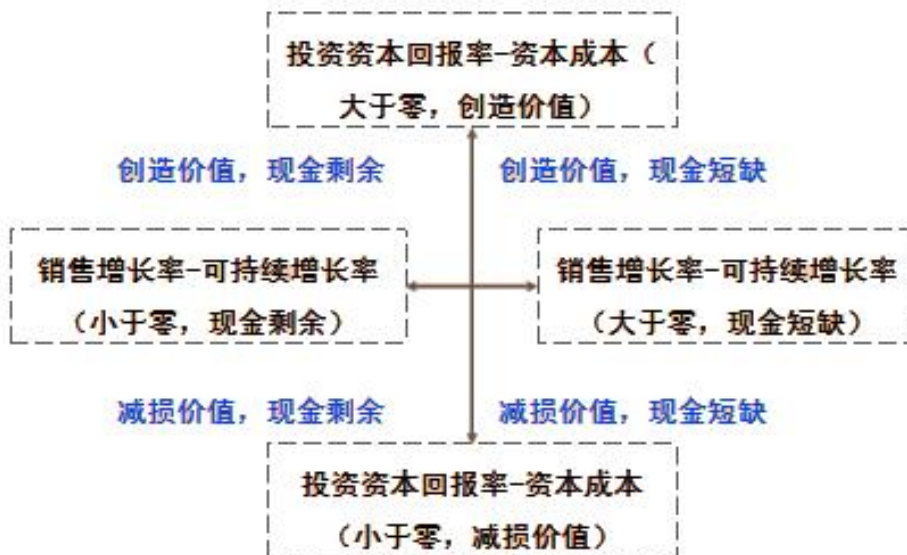 投资资本回报率-资本成本（
大于零，创造价值）
创造价值，现金剩余
创造价值，现金短缺
销售增长率-可持续增长率
（小于零，现金剩余）
销售增长率-可持续增长率
（大于零，现金短缺）
减损价值，现金剩余
减损价值，现金短缺
投资资本回报率-资本成本
（小于零，减损价值）